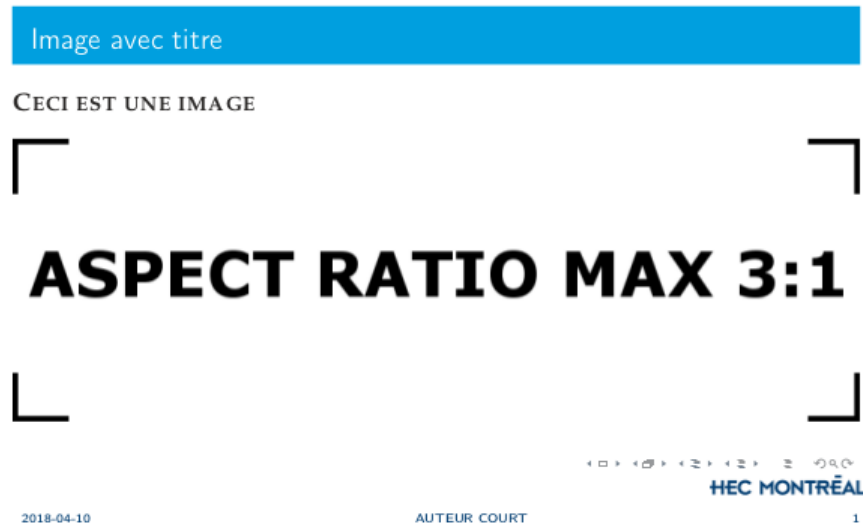 Image avec titre
CECI EST UNE IMAGE
ASPECT RATIO MAX 3:1
HEC MONTRĒAL
2018-04-10 AUTEUR COURT 1